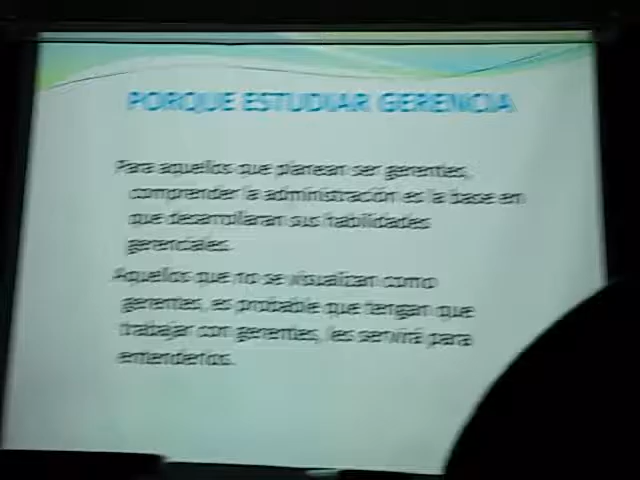 PORQUE ESTUDIAR GERENCIA
Para aquellos que planean ser gerentes,
comprender la administración es la base en
que desarrollaran sus habilidades
gerenciales.
Aquellos que no se visualizan como
gerentes, es probable que tengan que
trabajar con gerentes, les servirá para
entenderlos.